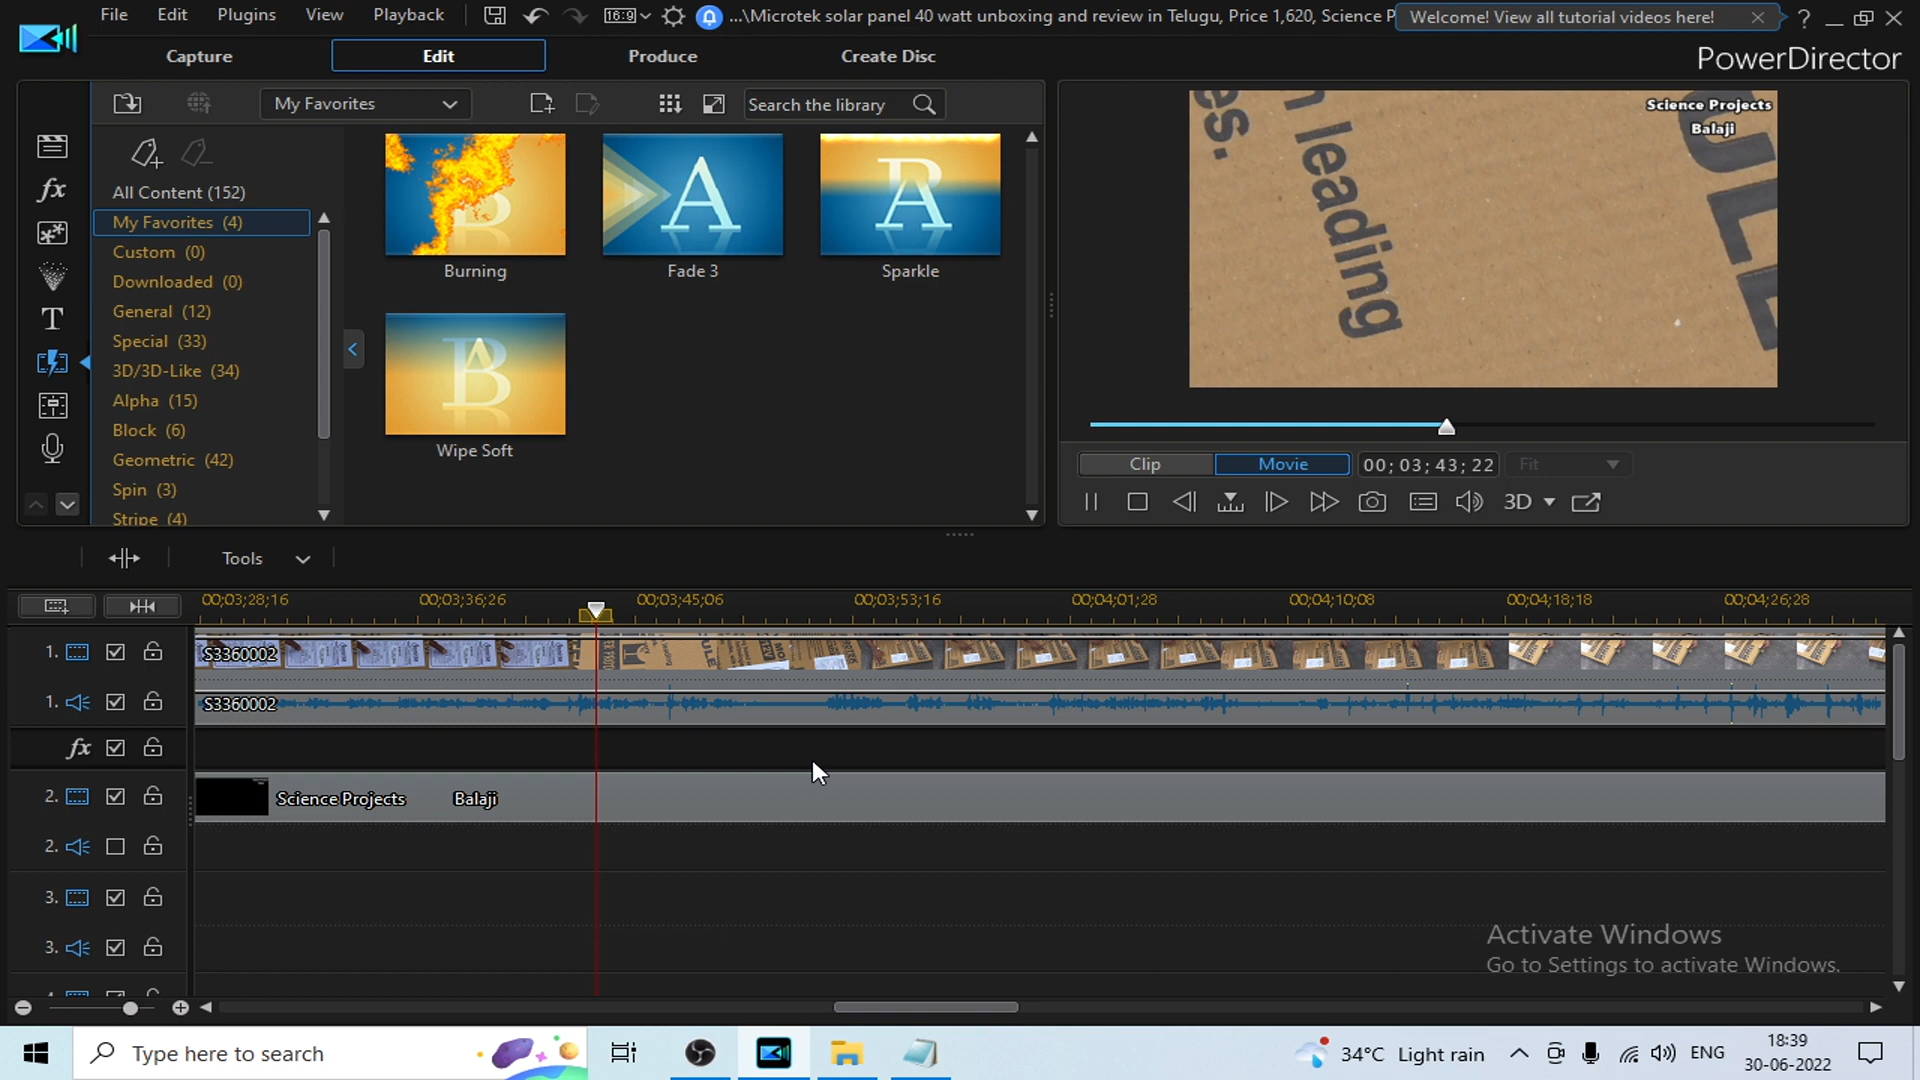 File Edit Plugins View Playback 16:9 ...\Microtek solar panel 40 watt unboxing and review in Telugu, Price 1,620, Science P Welcome! View all tutorial videos here! ?
Capture Edit Produce Create Disc PowerDirector
My Favorites Search the library
All Content (152)
My Favorites (4)
Custom (0)
Downloaded (0)
General (12)
Special (33)
3D/3D-Like (34)
Alpha (15)
Block (6)
Geometric (42)
Spin (3)
Stripe (4)
Burning Fade 3 Sparkle
Wipe Soft
Science Projects
Balaji
es.
n leading
Clip Movie 00; 03; 43; 22 Fit
3D
Tools
00;03;28;16 00;03;36;26 00;03;45;06 00;03;53;16 00;04;01;28 00;04;10;08 00;04;18;18 00;04;26;28
1. S3360002
1. S3360002
fx
2. Science Projects Balaji
2.
3.
3.
Activate Windows
Go to Settings to activate Windows.
Type here to search 34°C Light rain ENG 18:39
30-06-2022